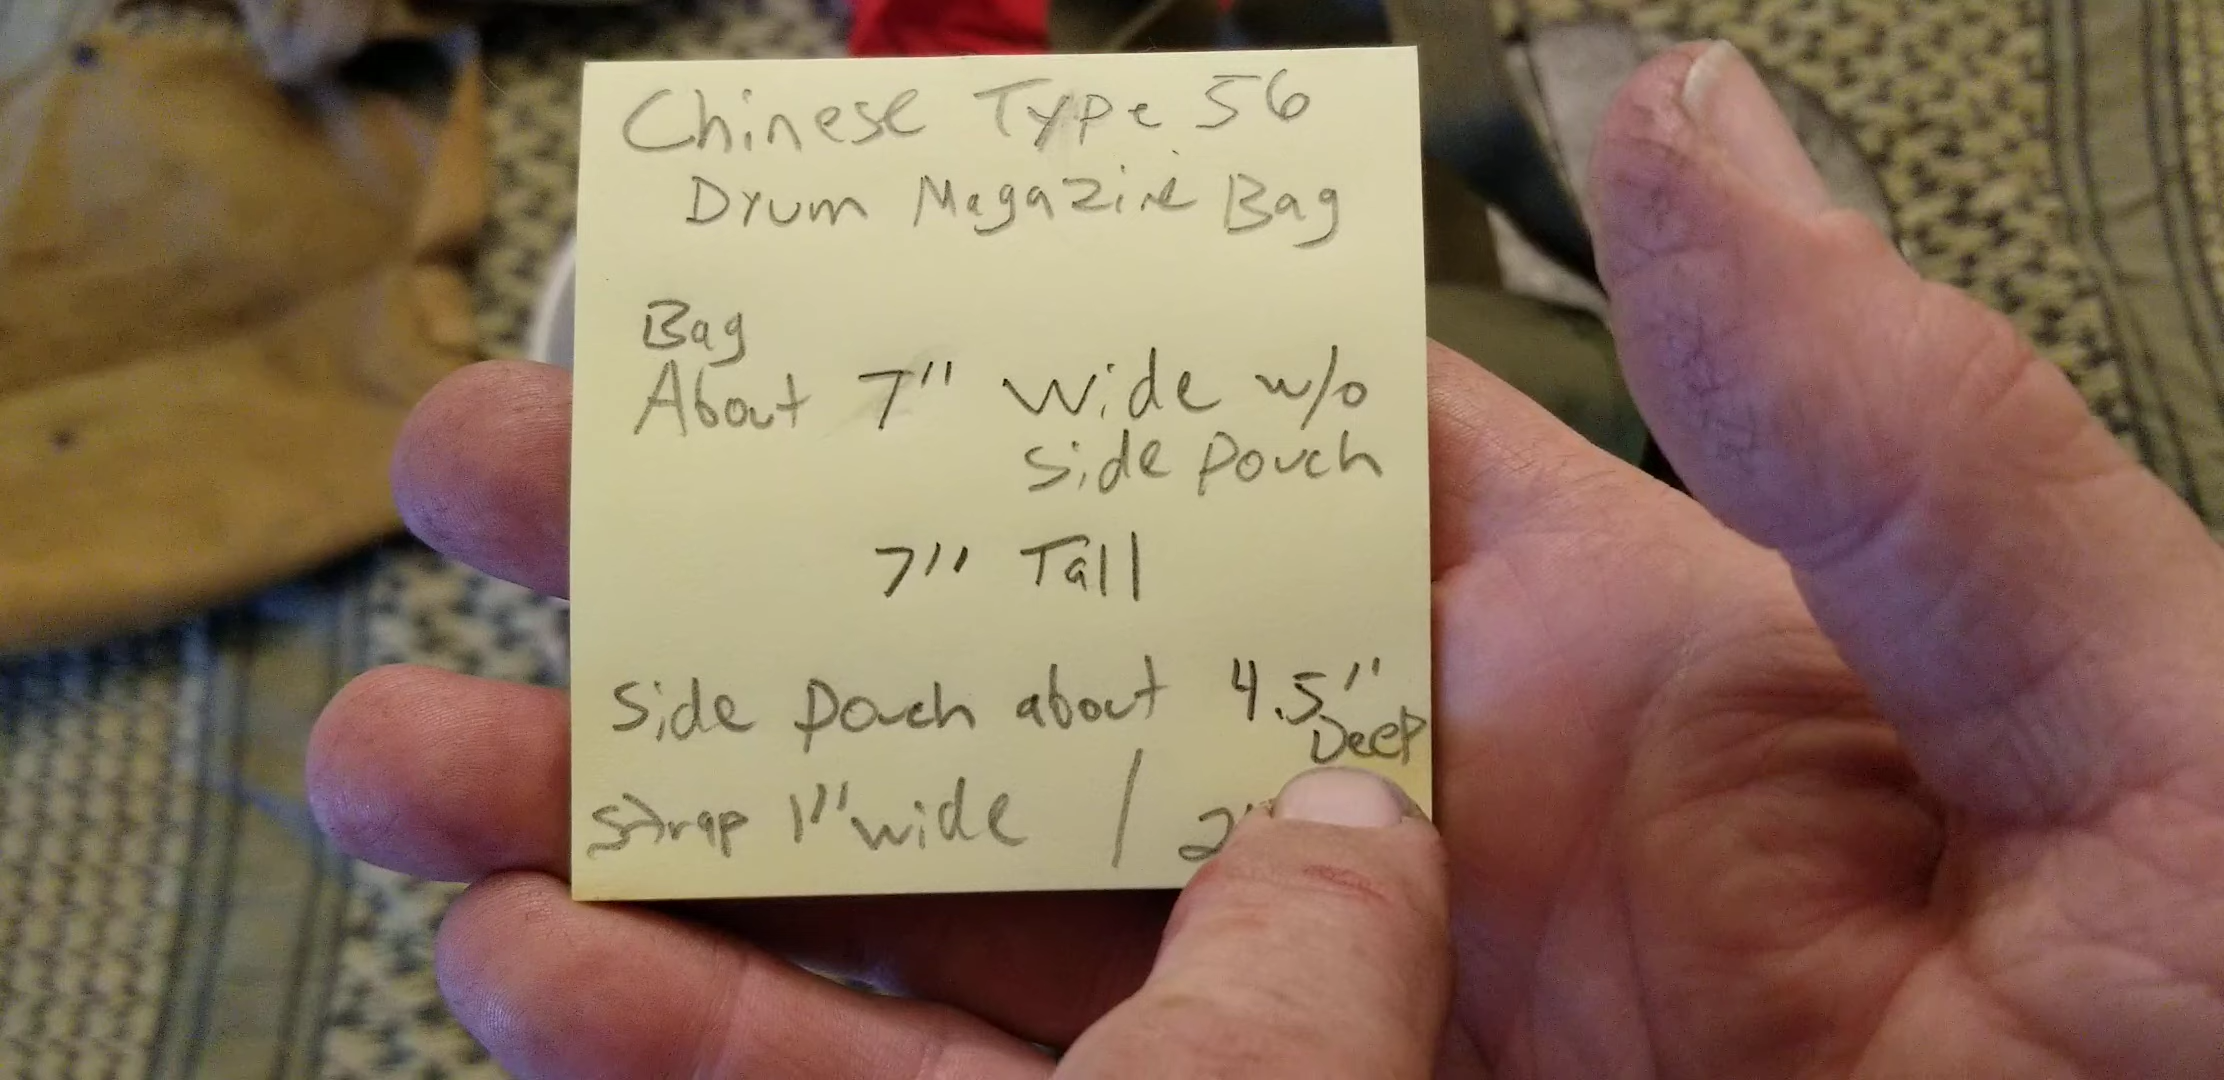 Chinese Type 56
Drum Magazine Bag
Bag
About 7" wide w/o
side pouch
7" Tall
side pouch about 4.5"
Deep
strap 1" wide / 2"